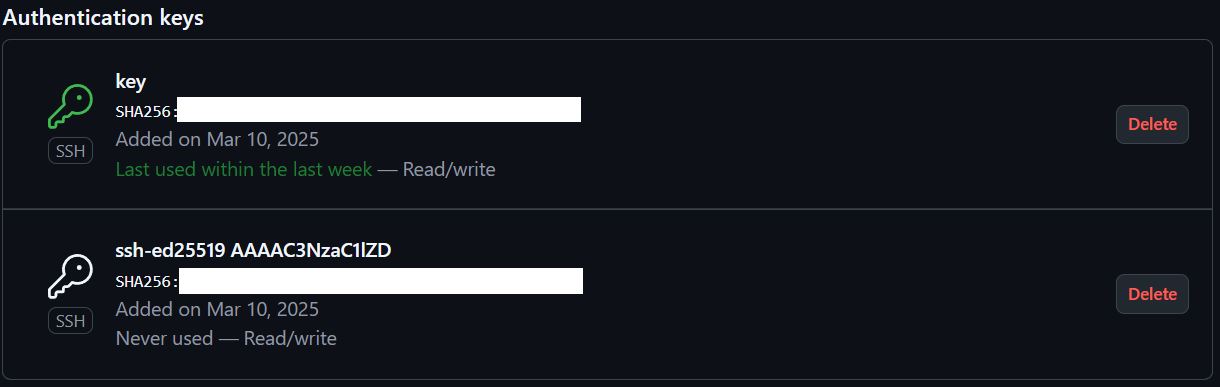 Authentication keys
key
SHA256:
Added on Mar 10, 2025
Last used within the last week — Read/write
SSH
Delete
ssh-ed25519 AAAAC3NzaC1lZD
SHA256:
Added on Mar 10, 2025
Never used — Read/write
SSH
Delete